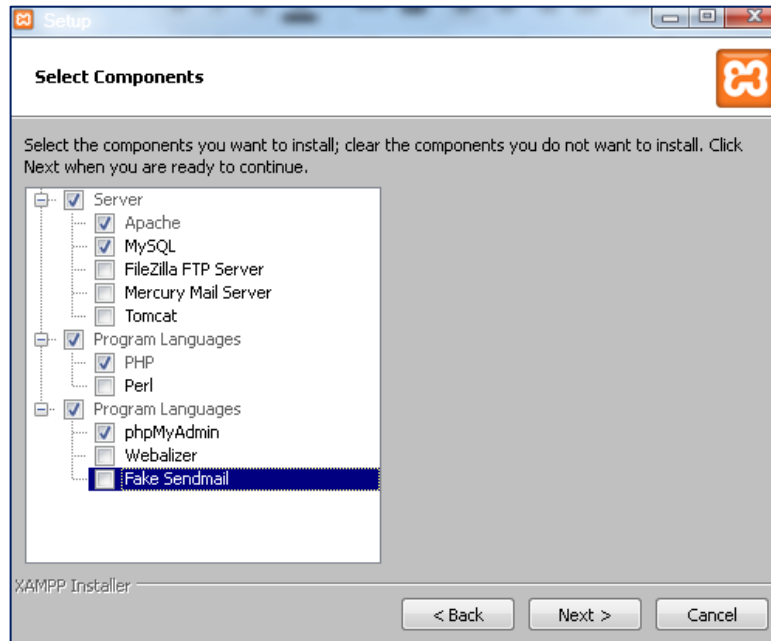 Setup
Select Components
Select the components you want to install; clear the components you do not want to install. Click
Next when you are ready to continue.
Server
Apache
MySQL
FileZilla FTP Server
Mercury Mail Server
Tomcat
Program Languages
PHP
Perl
Program Languages
phpMyAdmin
Webalizer
Fake Sendmail
XAMPP Installer
< Back
Next >
Cancel